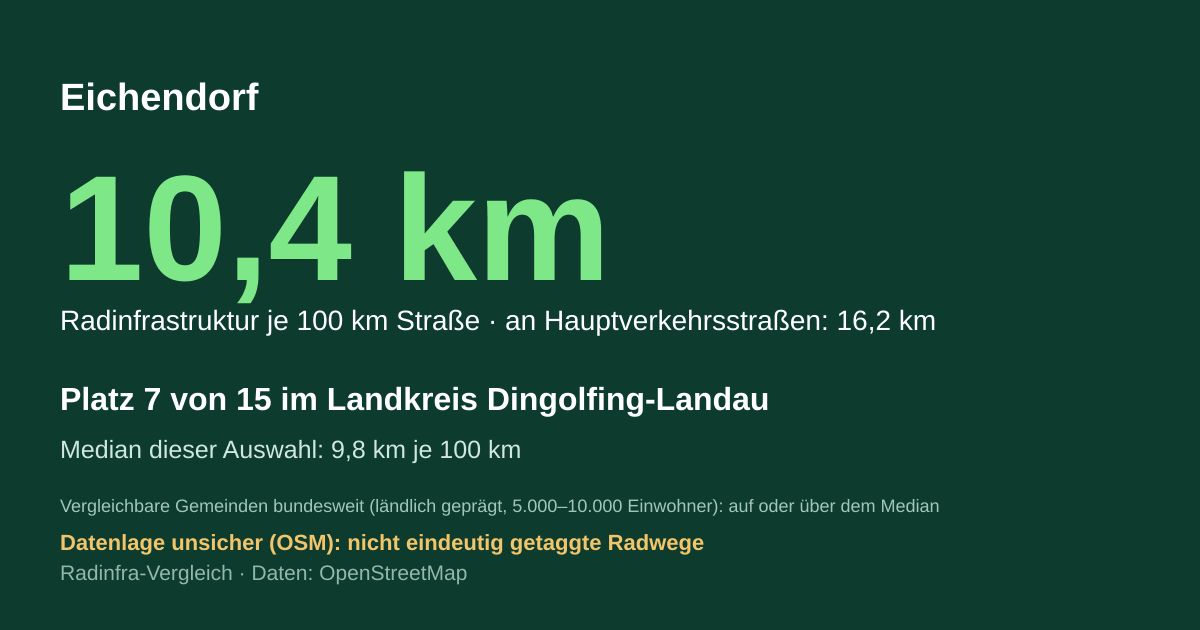 Eichendorf
10,4 km
Radinfrastruktur je 100 km Straße · an Hauptverkehrsstraßen: 16,2 km
Platz 7 von 15 im Landkreis Dingolfing-Landau
Median dieser Auswahl: 9,8 km je 100 km
Vergleichbare Gemeinden bundesweit (ländlich geprägt, 5.000–10.000 Einwohner): auf oder über dem Median
Datenlage unsicher (OSM): nicht eindeutig getaggte Radwege
Radinfra-Vergleich · Daten: OpenStreetMap